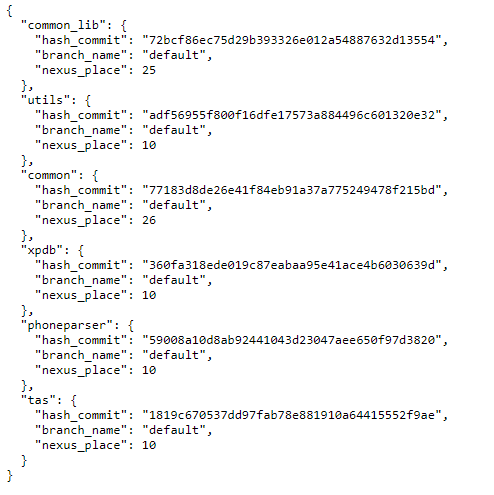 {
  "common_lib": {
    "hash_commit": "72bcf86ec75d29b393326e012a54887632d13554",
    "branch_name": "default",
    "nexus_place": 25
  },
  "utils": {
    "hash_commit": "adf56955f800f16dfe17573a884496c601320e32",
    "branch_name": "default",
    "nexus_place": 10
  },
  "common": {
    "hash_commit": "77183d8de26e41f84eb91a37a775249478f215bd",
    "branch_name": "default",
    "nexus_place": 26
  },
  "xpdb": {
    "hash_commit": "360fa318ede019c87eabaa95e41ace4b6030639d",
    "branch_name": "default",
    "nexus_place": 10
  },
  "phoneparser": {
    "hash_commit": "59008a10d8ab92441043d23047aee650f97d3820",
    "branch_name": "default",
    "nexus_place": 10
  },
  "tas": {
    "hash_commit": "1819c670537dd97fab78e881910a64415552f9ae",
    "branch_name": "default",
    "nexus_place": 10
  }
}